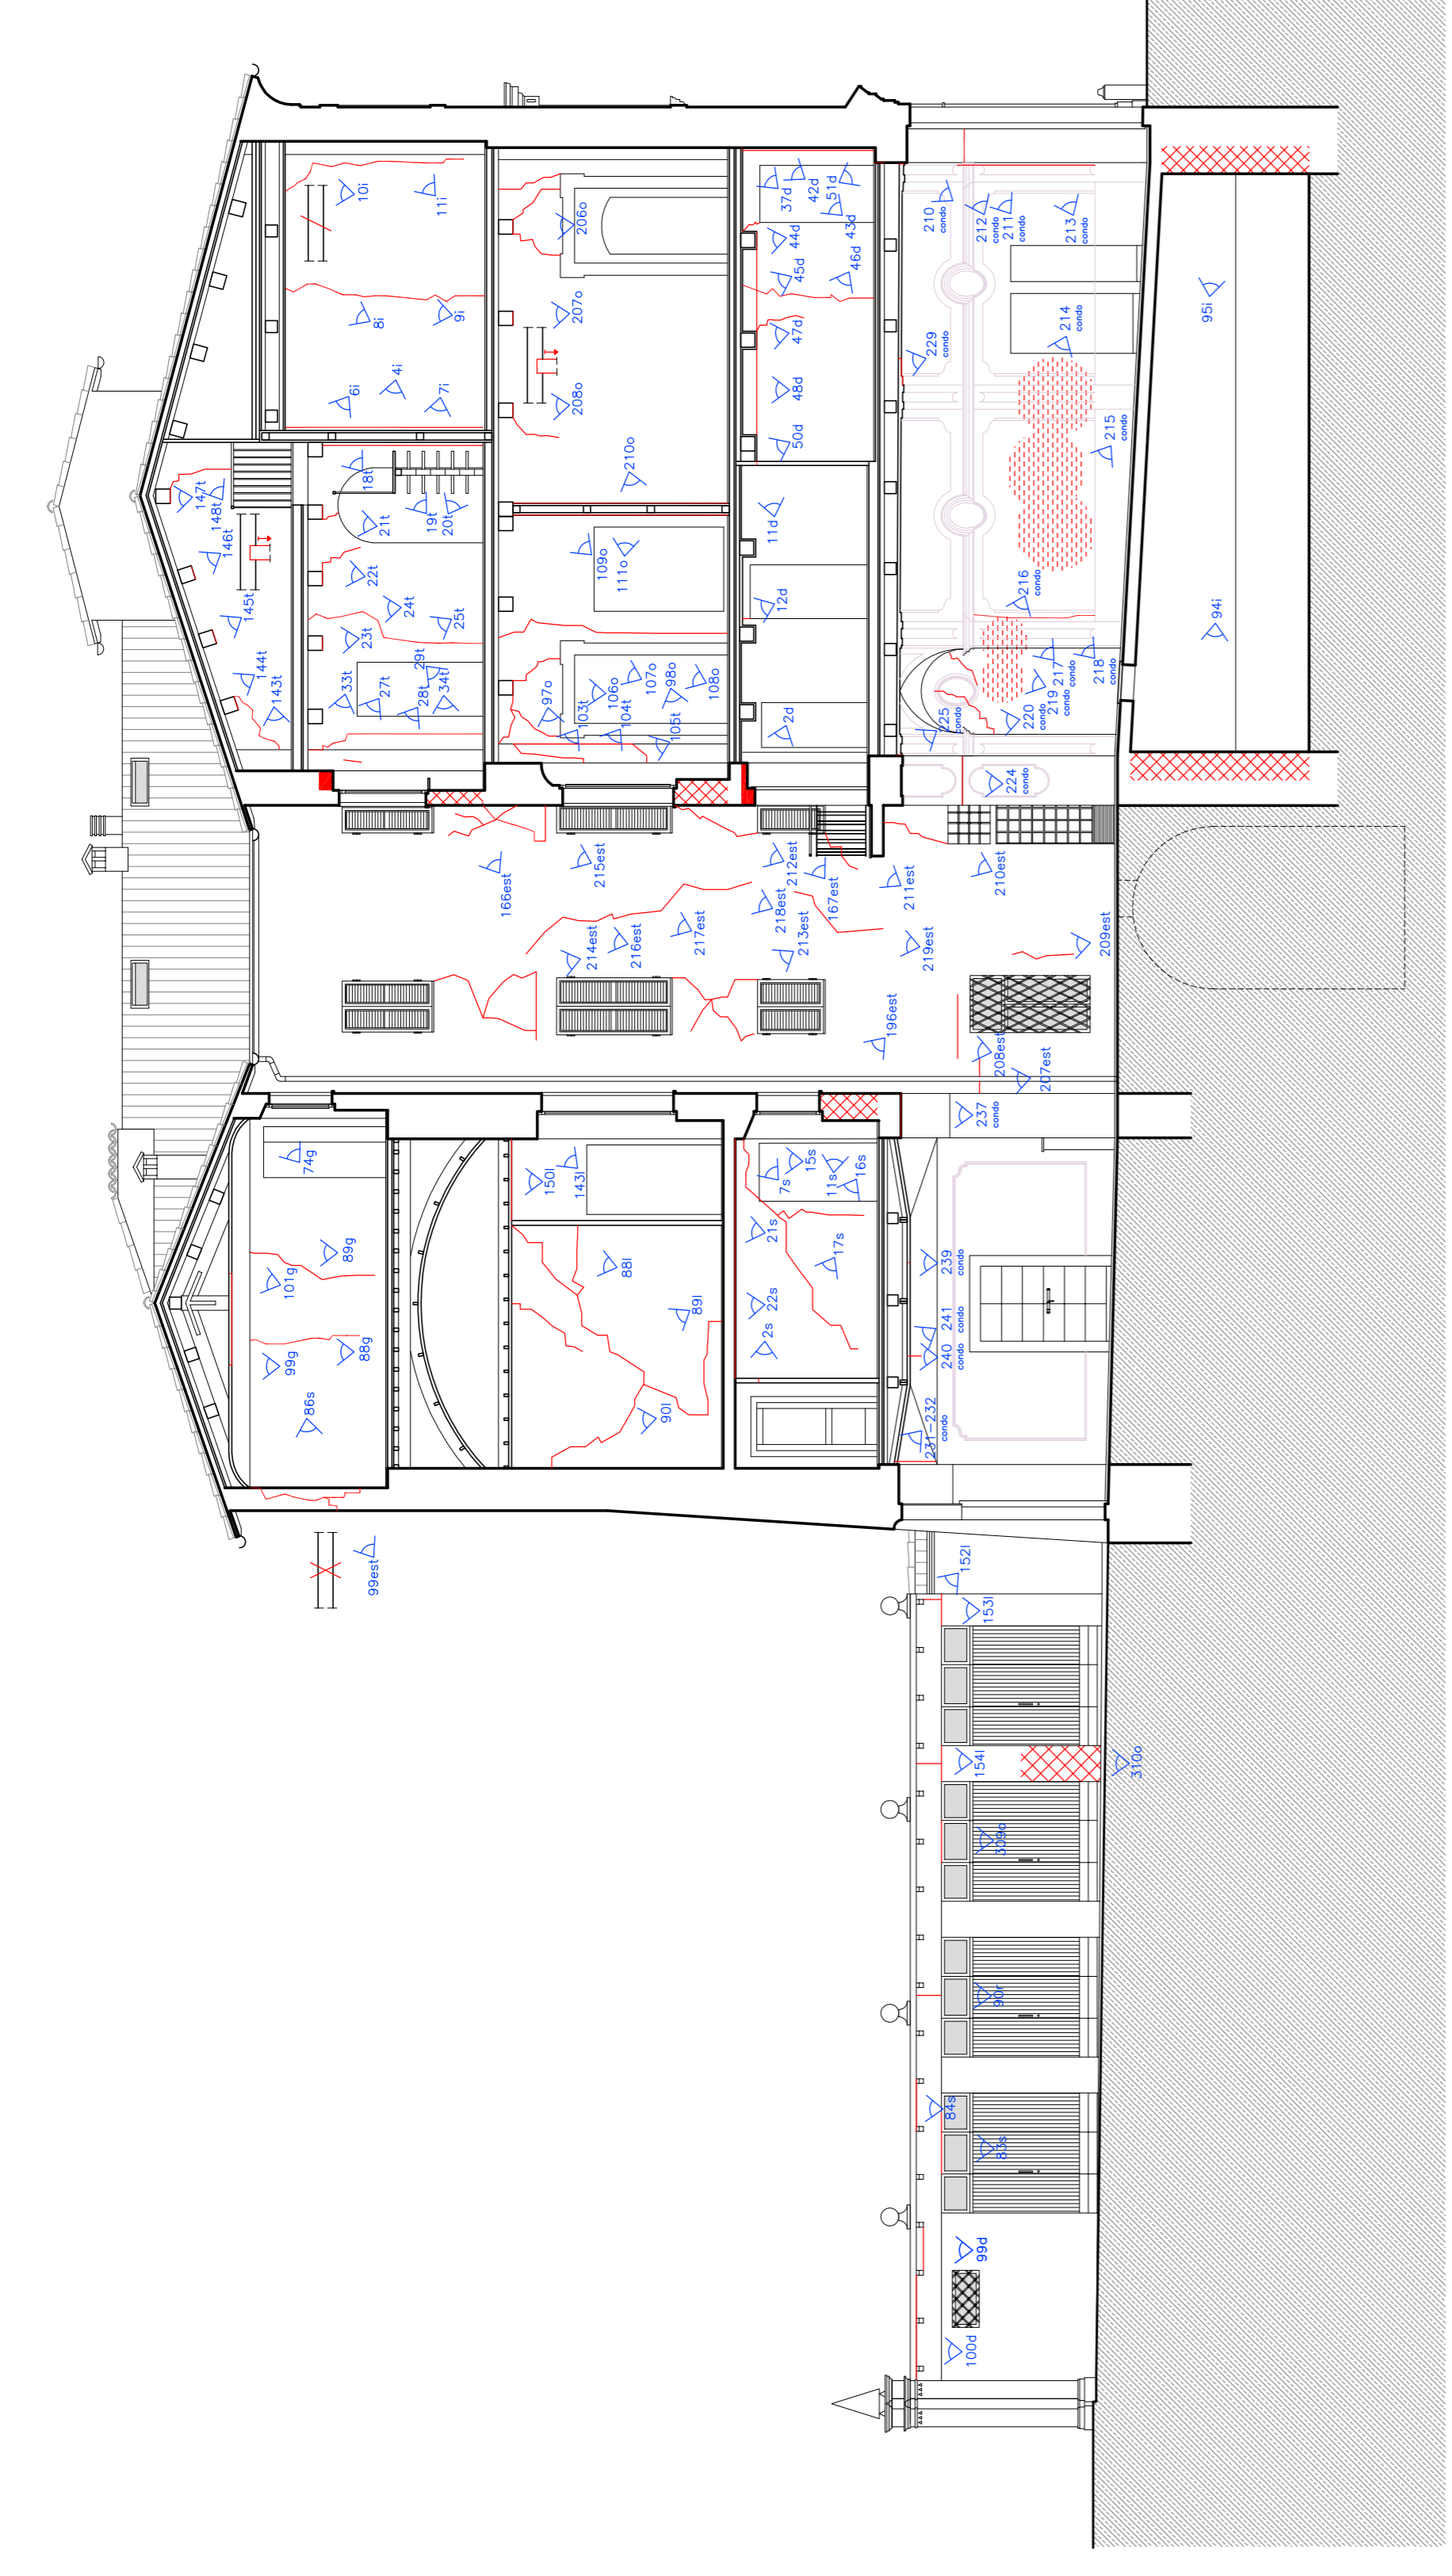 10i
11i
8i
9i
6i
4i
7i
147t
148t
146t
145t
144t
143t
18t
19t
20t
21t
22t
24t
25t
23t
29t
33t
27t
28t
34t
206o
207o
208o
210o
109o
111o
97o
103t
106o
104t
107o
98o
105t
108o
37d
42d
51d
43d
44d
45d
46d
47d
48d
50d
11d
12d
2d
210
condo
212
condo
211
condo
213
condo
229
condo
214
condo
215
condo
216
condo
217
condo
218
condo
219
condo
220
condo
225
condo
224
condo
95i
94i
166est
215est
212est
167est
218est
211est
210est
214est
216est
217est
213est
219est
209est
196est
208est
207est
237
condo
74g
89g
101g
99g
88g
86s
150l
143l
88l
89l
90l
7s
15s
11s
16s
21s
17s
22s
2s
239
condo
241
condo
240
condo
231-232
condo
99est
152l
153l
154l
310o
309o
90r
84s
83s
99d
100d